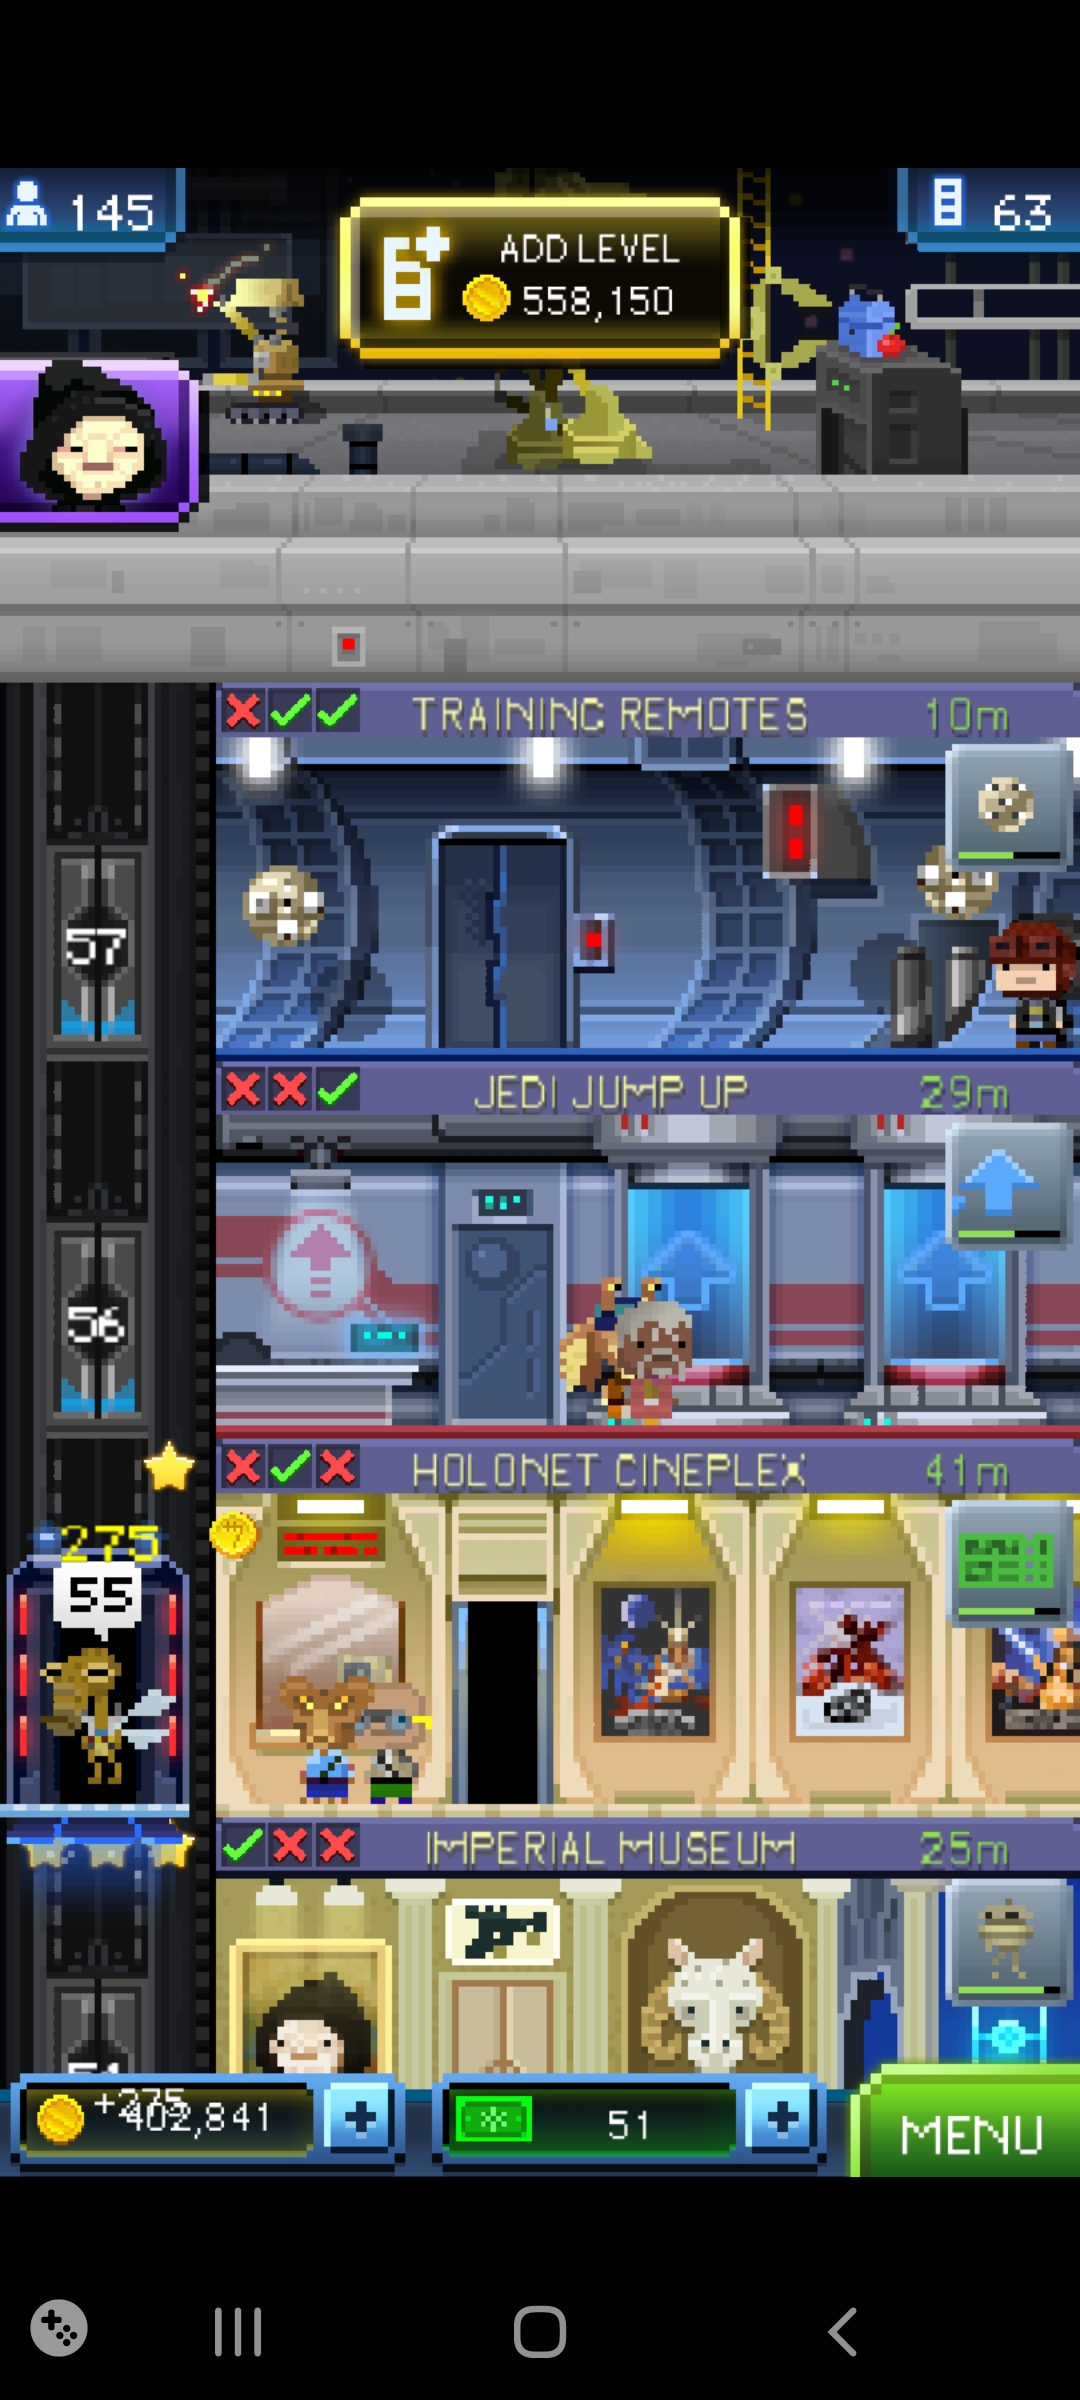 145
ADD LEVEL
558,150
63
TRAINING REMOTES 10m
57
JEDI JUMP UP 29m
56
HOLONET CINEPLEX 41m
275
55
IMPERIAL MUSEUM 25m
+275
402,841
51
MENU